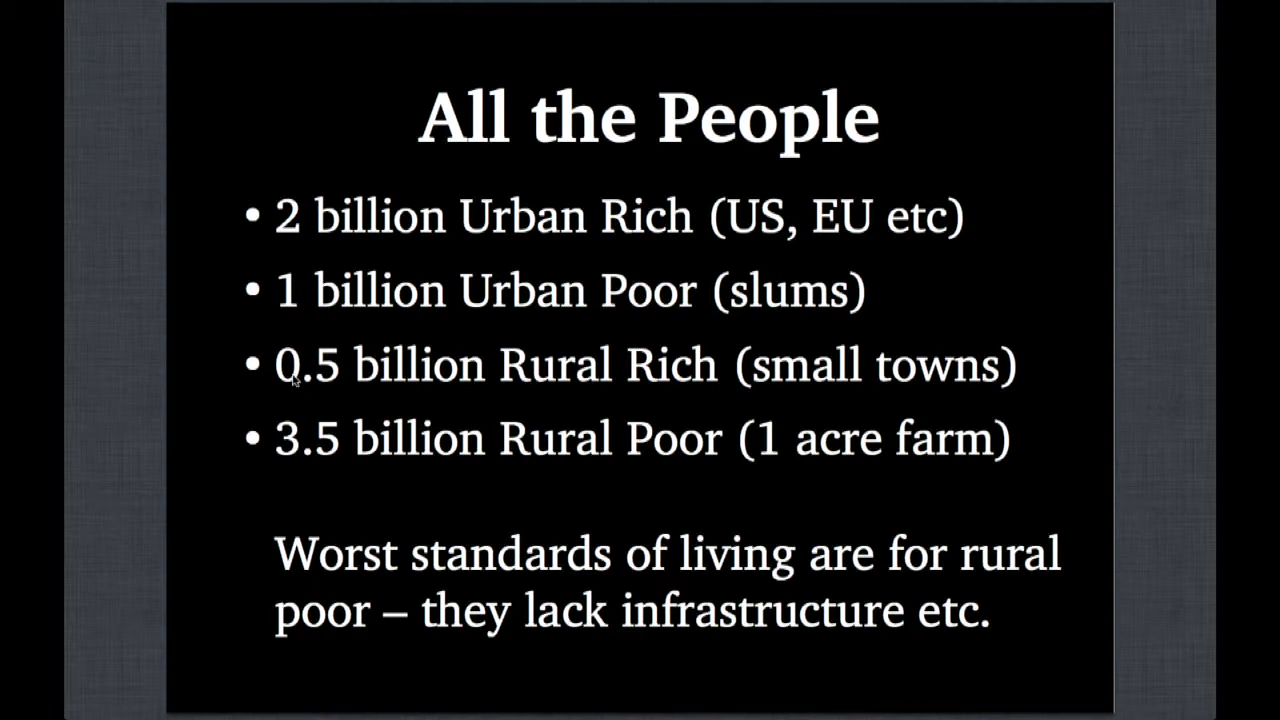 All the People
• 2 billion Urban Rich (US, EU etc)
• 1 billion Urban Poor (slums)
• 0.5 billion Rural Rich (small towns)
• 3.5 billion Rural Poor (1 acre farm)
Worst standards of living are for rural
poor – they lack infrastructure etc.